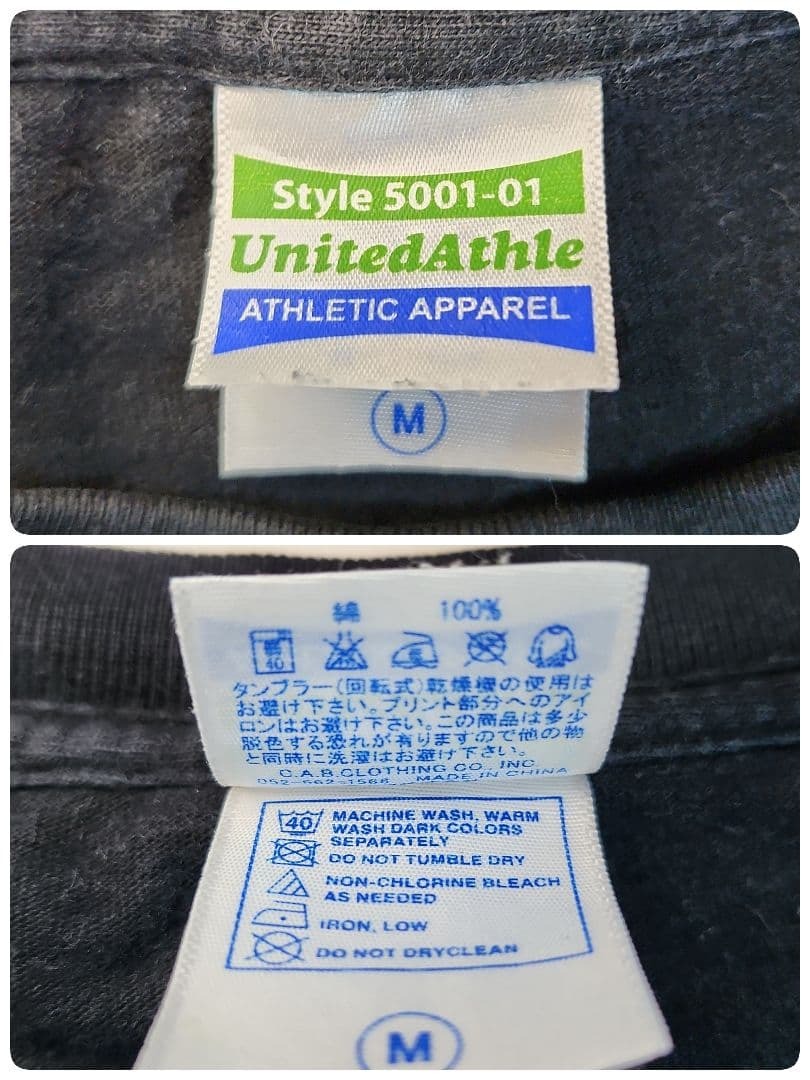 Style 5001-01
UnitedAthle
ATHLETIC APPAREL
M
綿 100%
40
タンブラー(回転式)乾燥機の使用は
お避け下さい。プリント部分へのアイ
ロンはお避け下さい。この商品は多少
脱色する恐れが有りますので他の物
と同時に洗濯はお避け下さい。
C.A.B.CLOTHING CO., INC.
052-562-1568 MADE IN CHINA
40 MACHINE WASH, WARM
WASH DARK COLORS
SEPARATELY
DO NOT TUMBLE DRY
NON-CHLORINE BLEACH
AS NEEDED
IRON, LOW
DO NOT DRYCLEAN
M